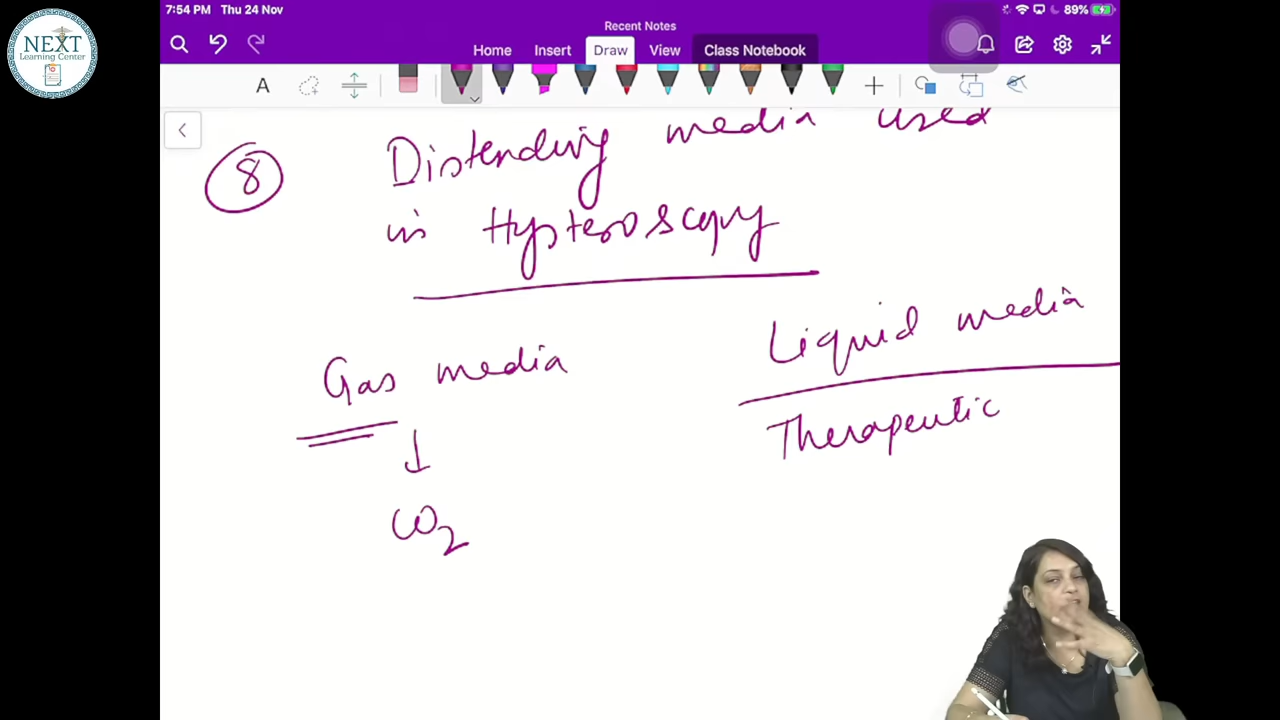 7:54 PM Thu 24 Nov
89%
NEXT
Learning Center
Recent Notes
Home Insert Draw View Class Notebook
A
8 Distending media used
in Hysteroscopy
Gas media
Liquid media
Therapeutic
CO2